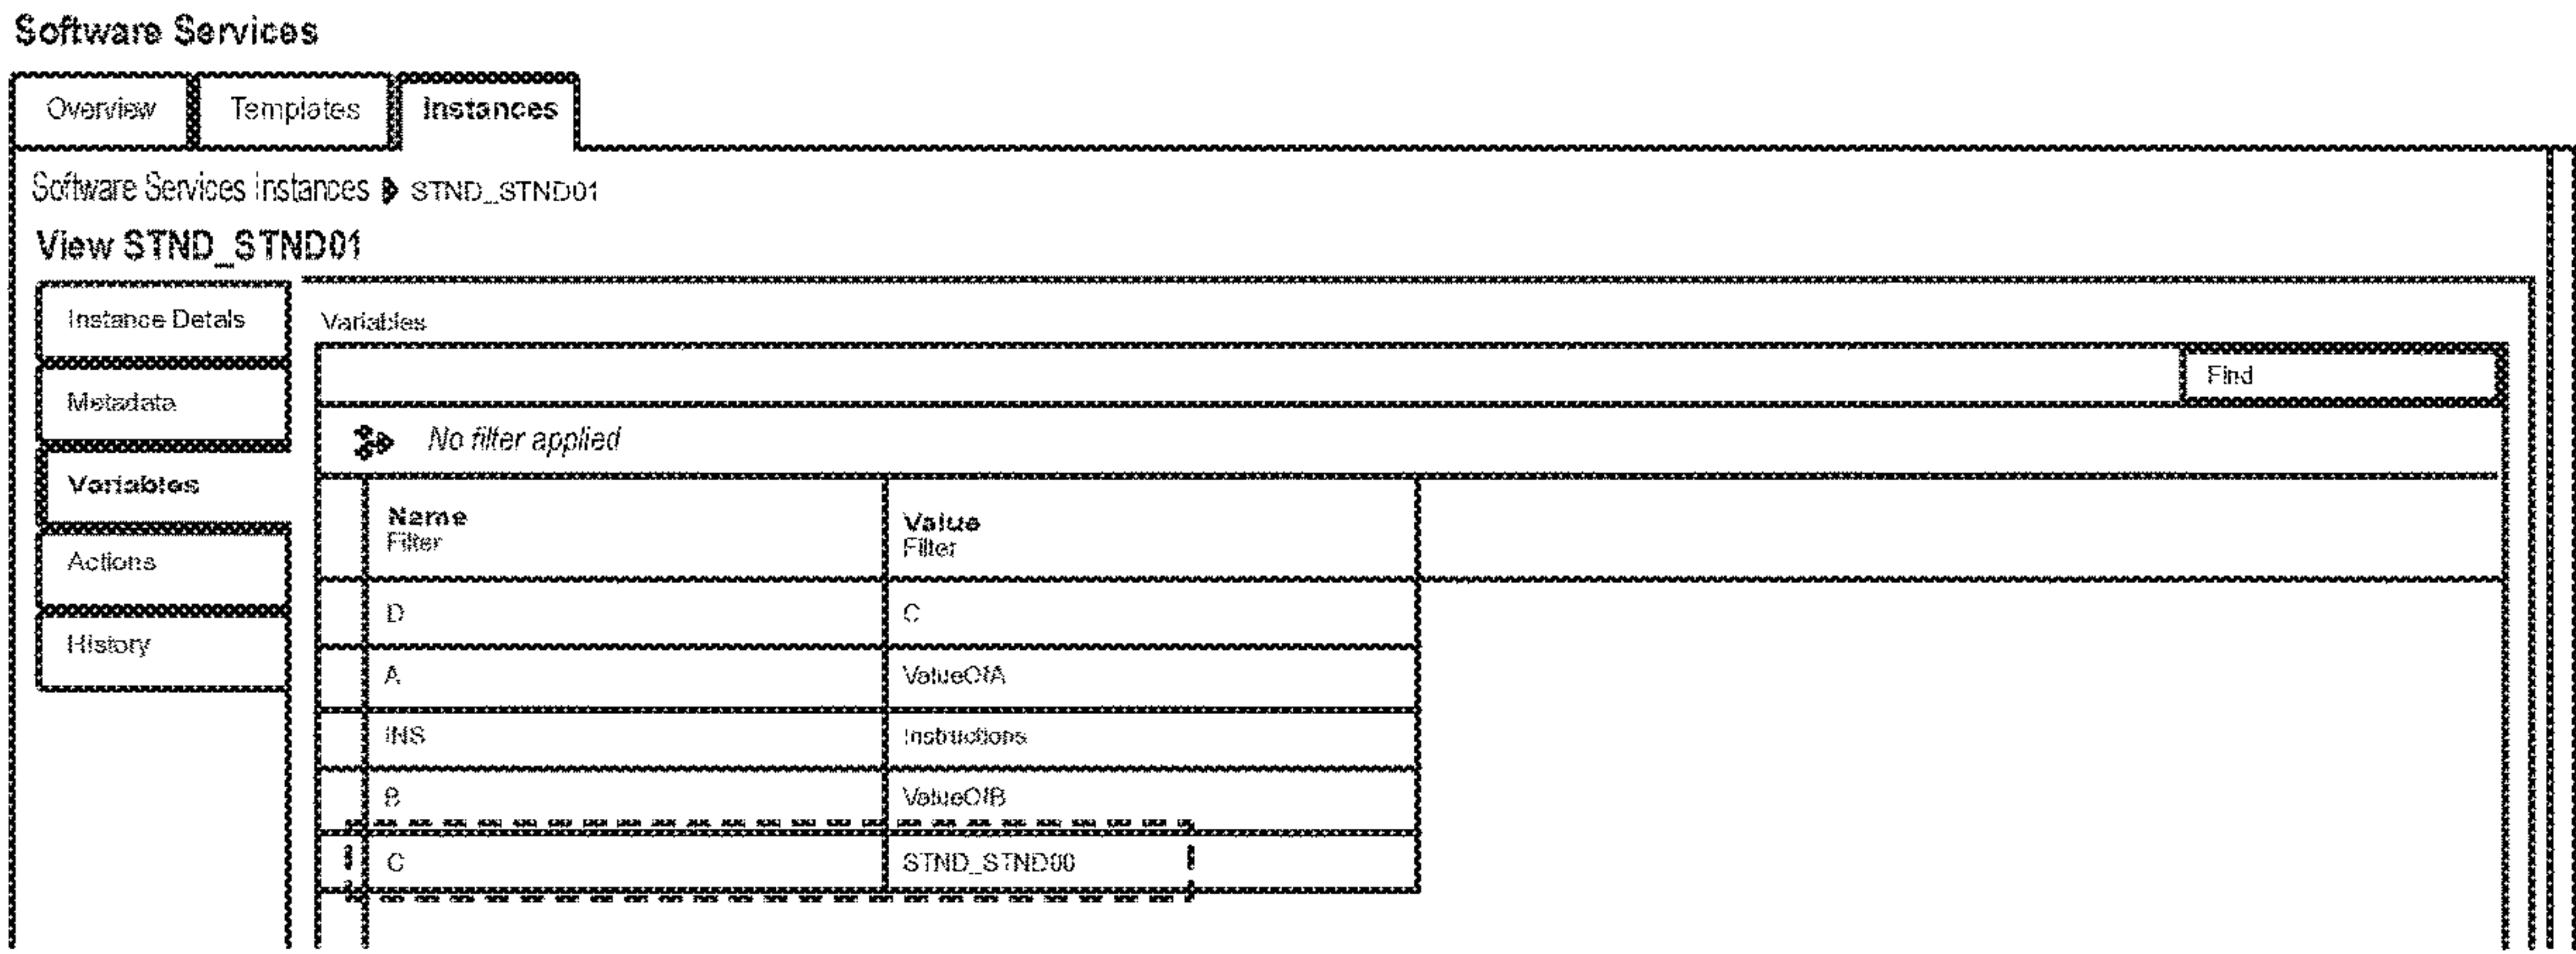 Software Services
Overview Templates Instances
Software Services Instances STND_STND01
View STND_STND01
Instance Detals
Metadata
Variables
Actions
History
Variables
Find
No filter applied
Name Value
Filter Filter
D C
A ValueOfA
INS Instructions
B ValueOfB
C STND_STND00